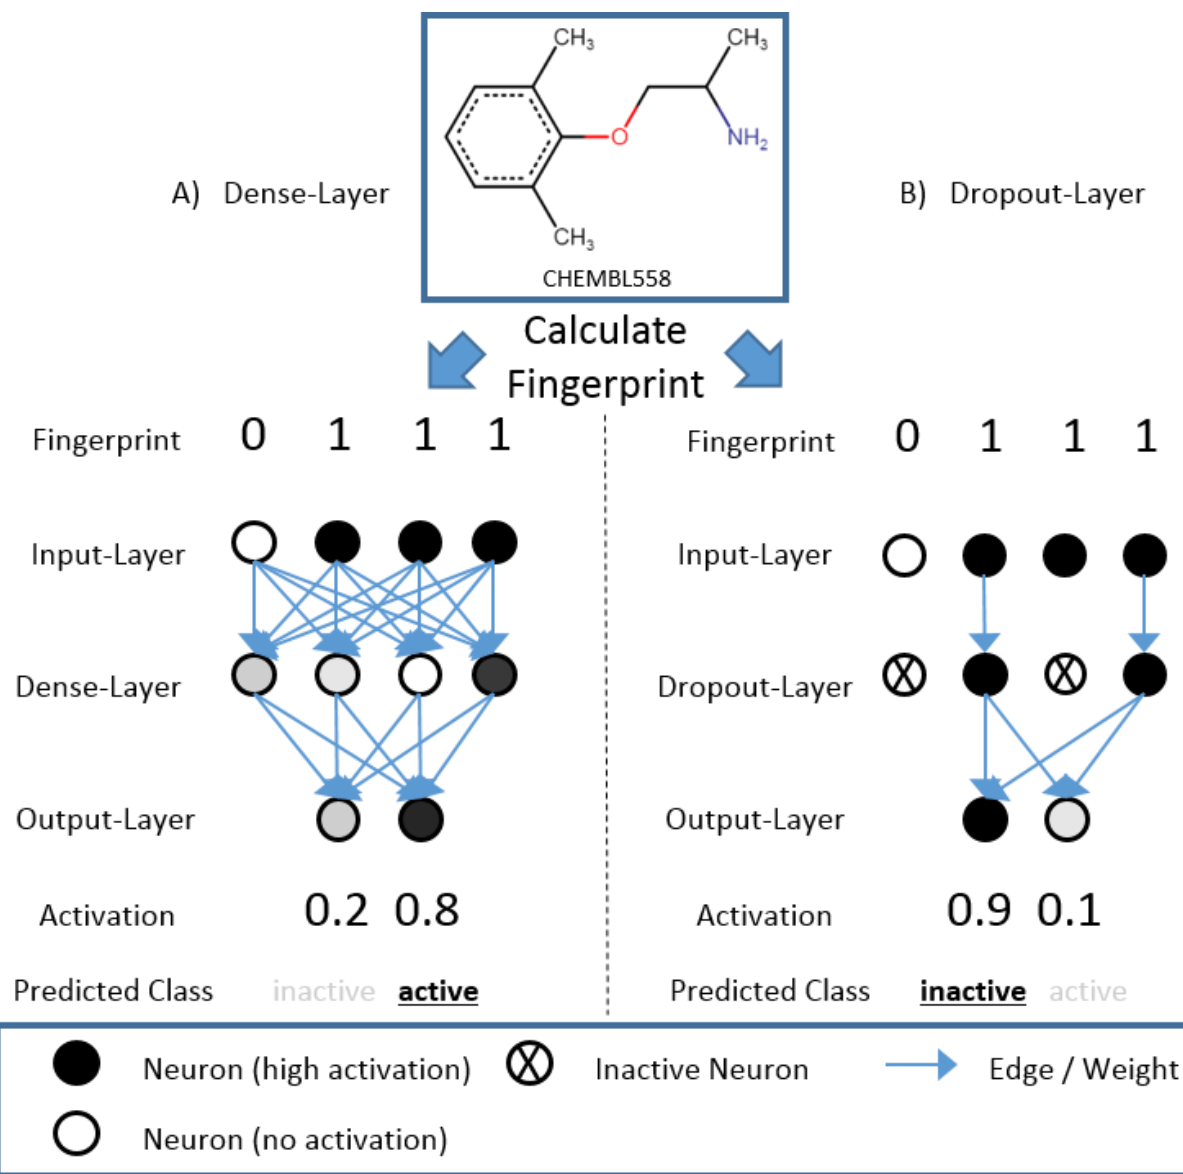 CH3
CH3
A) Dense-Layer
O
NH2
B) Dropout-Layer
CH3
CHEMBL558
Calculate
Fingerprint
Fingerprint 0 1 1 1
Input-Layer
Dense-Layer
Output-Layer
Activation 0.2 0.8
Predicted Class inactive active
Fingerprint 0 1 1 1
Input-Layer
Dropout-Layer
Output-Layer
Activation 0.9 0.1
Predicted Class inactive active
Neuron (high activation)
Inactive Neuron
Edge / Weight
Neuron (no activation)